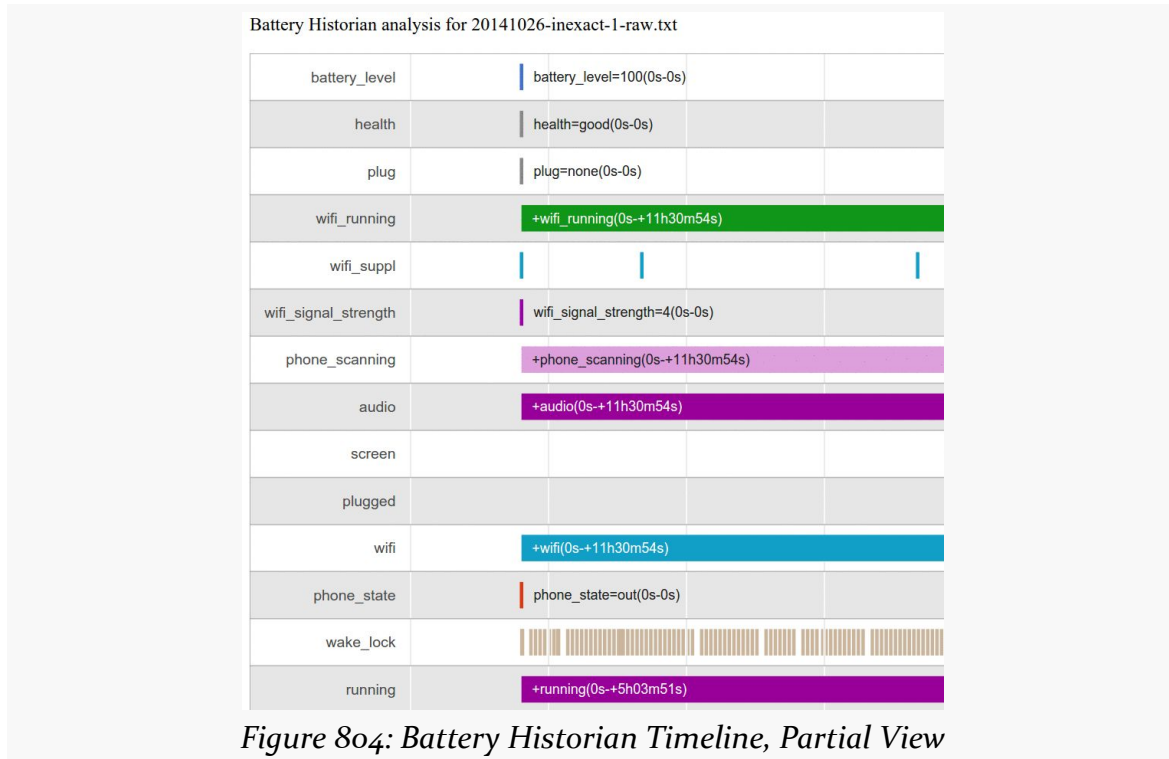 Battery Historian analysis for 20141026-inexact-1-raw.txt
battery_level battery_level=100(0s-0s)
health health=good(0s-0s)
plug plug=none(0s-0s)
wifi_running +wifi_running(0s-+11h30m54s)
wifi_suppl
wifi_signal_strength wifi_signal_strength=4(0s-0s)
phone_scanning +phone_scanning(0s-+11h30m54s)
audio +audio(0s-+11h30m54s)
screen
plugged
wifi +wifi(0s-+11h30m54s)
phone_state phone_state=out(0s-0s)
wake_lock
running +running(0s-+5h03m51s)
Figure 804: Battery Historian Timeline, Partial View